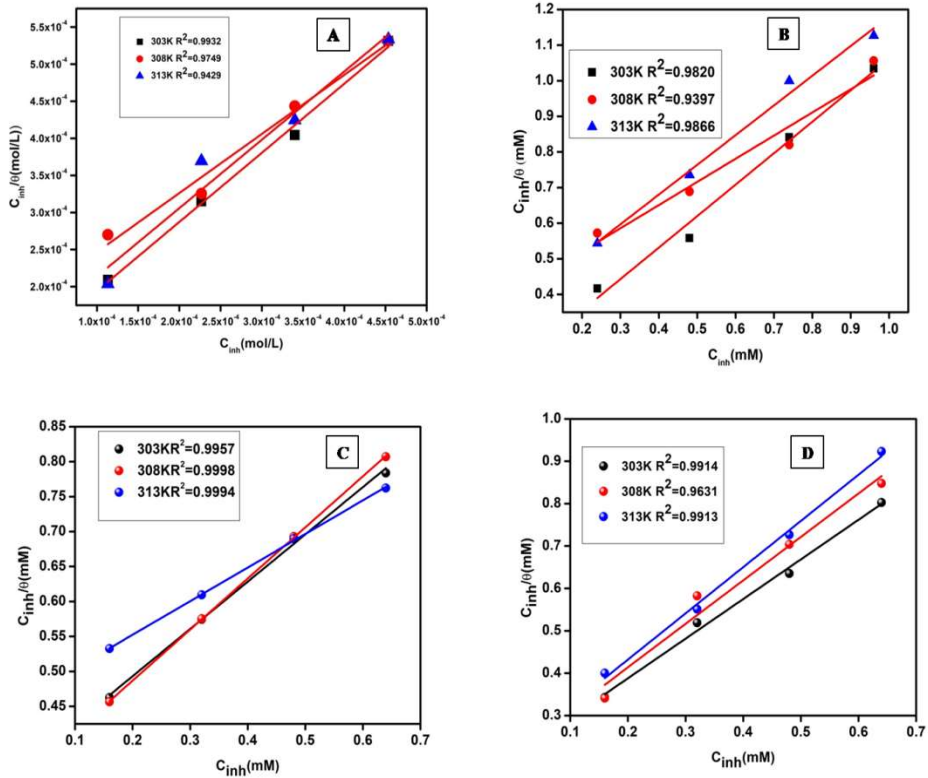 A
303K R²=0.9932
308K R²=0.9749
313K R²=0.9429
5.5x10⁻⁴
5.0x10⁻⁴
4.5x10⁻⁴
4.0x10⁻⁴
3.5x10⁻⁴
3.0x10⁻⁴
2.5x10⁻⁴
2.0x10⁻⁴
C_inh/θ(mol/L))
1.0x10⁻⁴ 1.5x10⁻⁴ 2.0x10⁻⁴ 2.5x10⁻⁴ 3.0x10⁻⁴ 3.5x10⁻⁴ 4.0x10⁻⁴ 4.5x10⁻⁴ 5.0x10⁻⁴
C_inh(mol/L)
B
303K R²=0.9820
308K R²=0.9397
313K R²=0.9866
1.2
1.1
1.0
0.9
0.8
0.7
0.6
0.5
0.4
C_inh/θ (mM)
0.2 0.3 0.4 0.5 0.6 0.7 0.8 0.9 1.0
C_inh(mM)
C
303KR²=0.9957
308KR²=0.9998
313KR²=0.9994
0.85
0.80
0.75
0.70
0.65
0.60
0.55
0.50
0.45
C_inh/θ(mM)
0.1 0.2 0.3 0.4 0.5 0.6 0.7
C_inh(mM)
D
303K R²=0.9914
308K R²=0.9631
313K R²=0.9913
1.0
0.9
0.8
0.7
0.6
0.5
0.4
0.3
C_inh/θ(mM)
0.1 0.2 0.3 0.4 0.5 0.6 0.7
C_inh(mM)